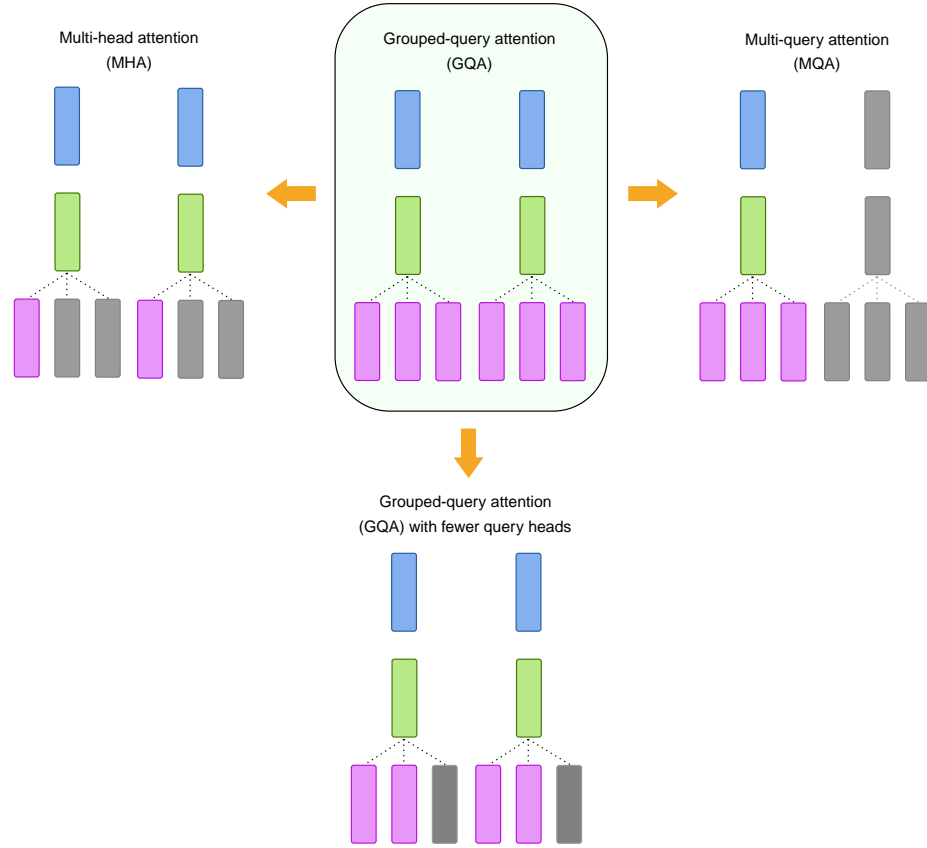 Multi-head attention
(MHA)
Grouped-query attention
(GQA)
Multi-query attention
(MQA)
Grouped-query attention
(GQA) with fewer query heads